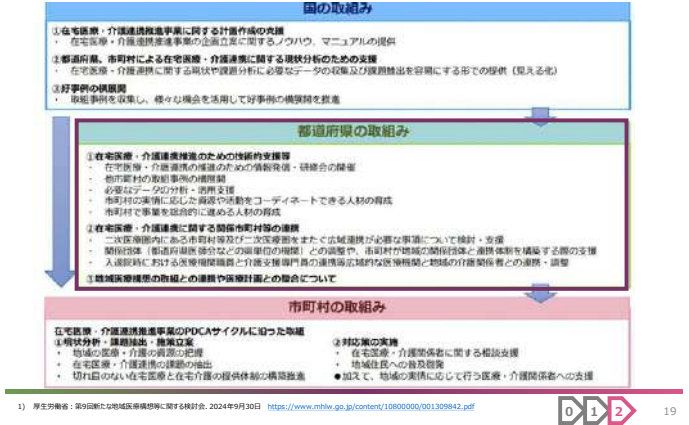 国の取組み
①在宅医療・介護連携推進事業に関する計画作成の支援
・ 在宅医療・介護連携推進事業の企画立案に関するノウハウ、マニュアルの提供
②都道府県、市町村による在宅医療・介護連携に関する現状分析のための支援
・ 在宅医療・介護連携に関する現状や課題分析に必要なデータの収集及び課題抽出を容易にする形での提供（見える化）
③好事例の横展開
・ 取組事例を収集し、様々な機会を活用して好事例の横展開を推進
都道府県の取組み
①在宅医療・介護連携推進のための技術的支援等
・ 在宅医療・介護連携の推進のための情報発信・研修会の開催
・ 他市町村の取組事例の横展開
・ 必要なデータの分析・活用支援
・ 市町村の実情に応じた資源や活動をコーディネートできる人材の育成
・ 市町村で事業を総合的に進める人材の育成
②在宅医療・介護連携に関する関係市町村等の連携
・ 二次医療圏内にある市町村等及び二次医療圏をまたぐ広域連携が必要な事項について検討・支援
・ 関係団体（都道府県医師会などの県単位の機関）との調整や、市町村が地域の関係団体と連携体制を構築する際の支援
・ 入退院時における医療機関職員と介護支援専門員の連携等広域的な医療機関と地域の介護関係者との連携・調整
③地域医療構想の取組との連携や医療計画との整合について
市町村の取組み
在宅医療・介護連携推進事業のPDCAサイクルに沿った取組
①現状分析・課題抽出・施策立案
・ 地域の医療・介護の資源の把握
・ 在宅医療・介護連携の課題の抽出
・ 切れ目のない在宅医療と在宅介護の提供体制の構築推進
②対応策の実施
・ 在宅医療・介護関係者に関する相談支援
・ 地域住民への普及啓発
●加えて、地域の実情に応じて行う医療・介護関係者への支援
1) 厚生労働省：第9回新たな地域医療構想等に関する検討会. 2024年9月30日 https://www.mhlw.go.jp/content/10800000/001309842.pdf
0 1 2
19